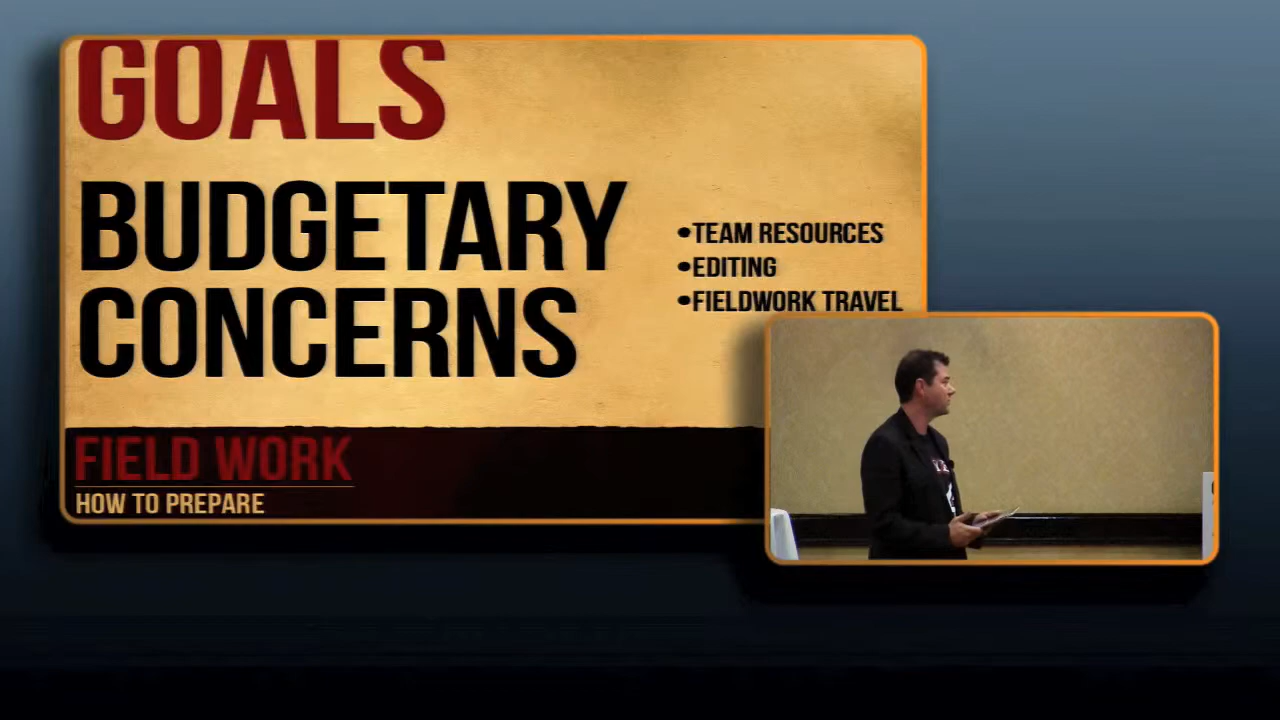 GOALS
BUDGETARY
CONCERNS
•TEAM RESOURCES
•EDITING
•FIELDWORK TRAVEL
FIELD WORK
HOW TO PREPARE